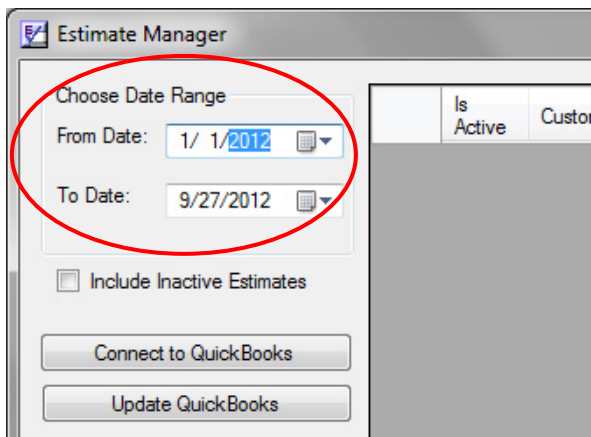 Estimate Manager
Choose Date Range
From Date: 1/ 1/2012
To Date: 9/27/2012
Include Inactive Estimates
Connect to QuickBooks
Update QuickBooks
Is
Active
Custor